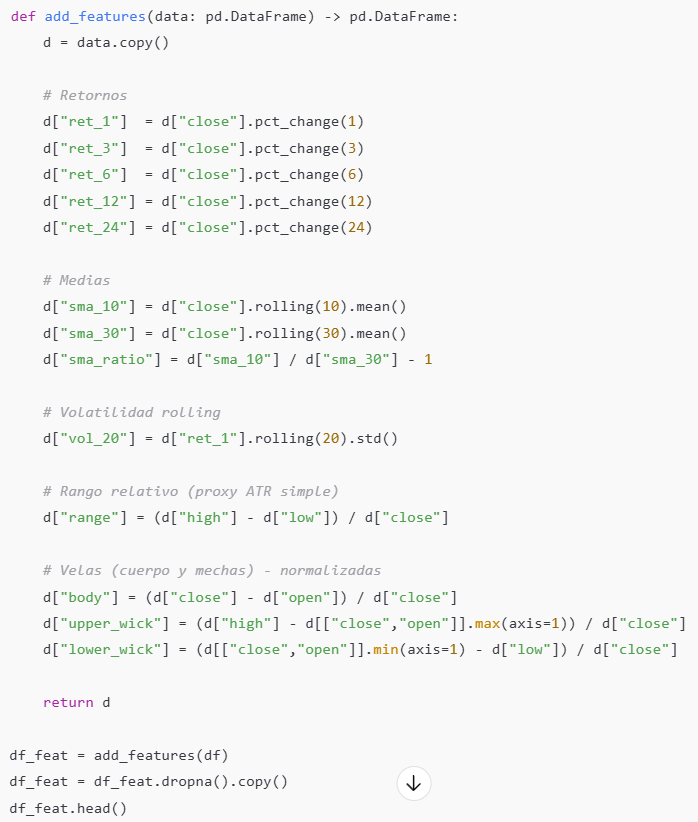 def add_features(data: pd.DataFrame) -> pd.DataFrame:
    d = data.copy()

    # Retornos
    d["ret_1"]  = d["close"].pct_change(1)
    d["ret_3"]  = d["close"].pct_change(3)
    d["ret_6"]  = d["close"].pct_change(6)
    d["ret_12"] = d["close"].pct_change(12)
    d["ret_24"] = d["close"].pct_change(24)

    # Medias
    d["sma_10"] = d["close"].rolling(10).mean()
    d["sma_30"] = d["close"].rolling(30).mean()
    d["sma_ratio"] = d["sma_10"] / d["sma_30"] - 1

    # Volatilidad rolling
    d["vol_20"] = d["ret_1"].rolling(20).std()

    # Rango relativo (proxy ATR simple)
    d["range"] = (d["high"] - d["low"]) / d["close"]

    # Velas (cuerpo y mechas) - normalizadas
    d["body"] = (d["close"] - d["open"]) / d["close"]
    d["upper_wick"] = (d["high"] - d[["close","open"]].max(axis=1)) / d["close"]
    d["lower_wick"] = (d[["close","open"]].min(axis=1) - d["low"]) / d["close"]

    return d

df_feat = add_features(df)
df_feat = df_feat.dropna().copy()
df_feat.head()